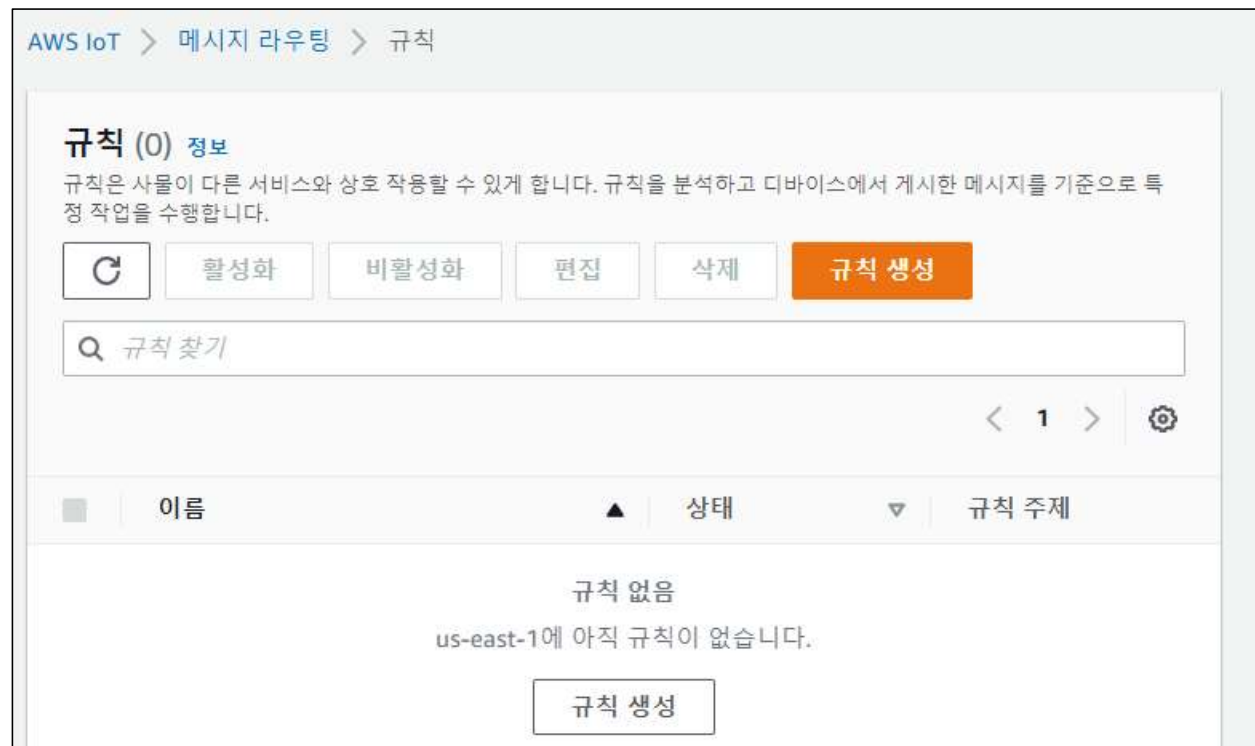 AWS IoT > 메시지 라우팅 > 규칙
규칙 (0) 정보
규칙은 사물이 다른 서비스와 상호 작용할 수 있게 합니다. 규칙을 분석하고 디바이스에서 게시한 메시지를 기준으로 특
정 작업을 수행합니다.
활성화 비활성화 편집 삭제 규칙 생성
규칙 찾기
< 1 >
이름 상태 규칙 주제
규칙 없음
us-east-1에 아직 규칙이 없습니다.
규칙 생성